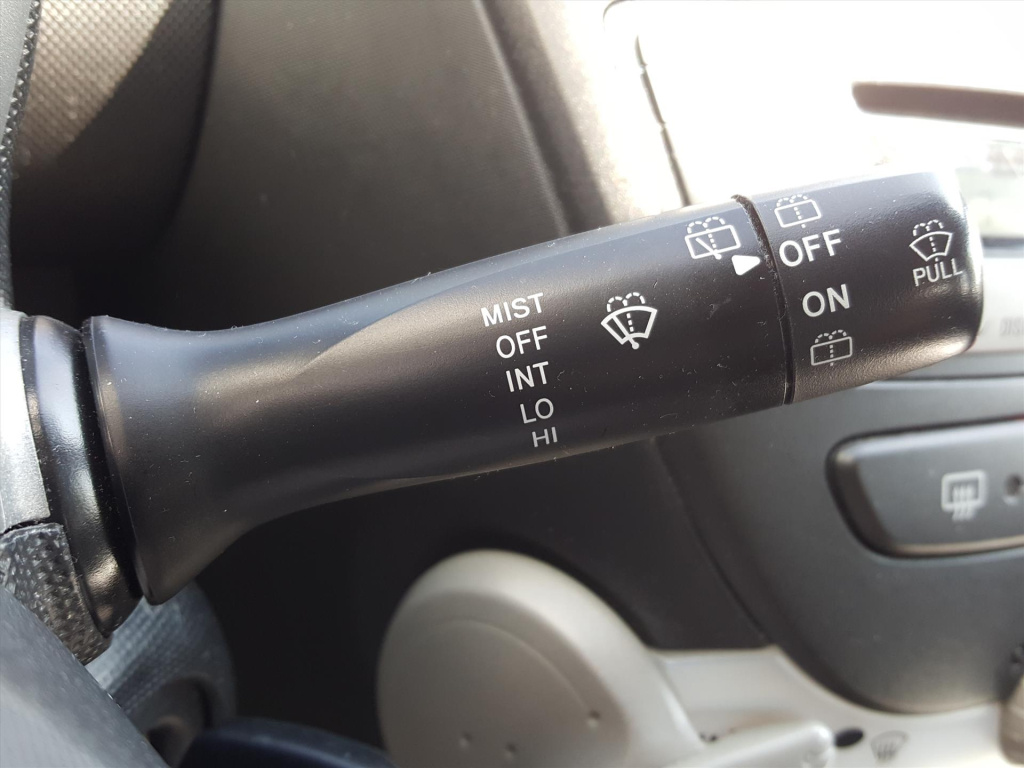 MIST
OFF
INT
LO
HI
OFF
ON
PULL